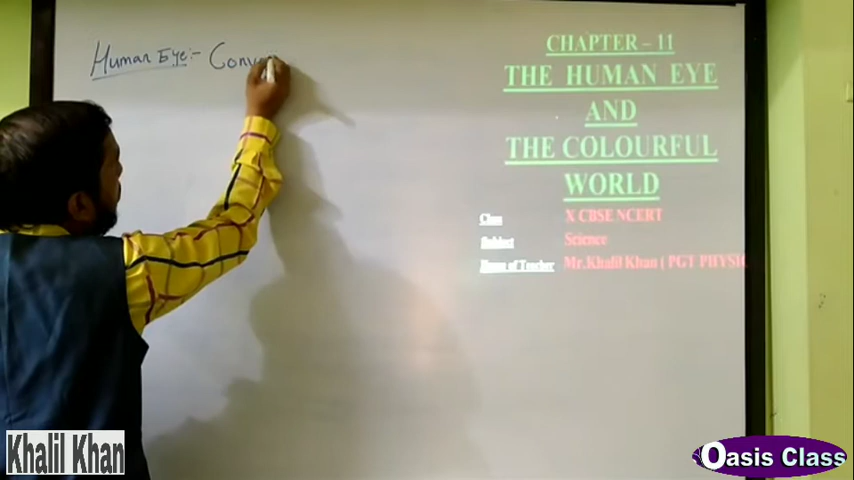 Human Eye:- Conve
CHAPTER – 11
THE HUMAN EYE
AND
THE COLOURFUL
WORLD
Class X CBSE NCERT
Subject Science
Name of Teacher Mr.Khalil Khan ( PGT PHYSIC
Khalil Khan
Oasis Class